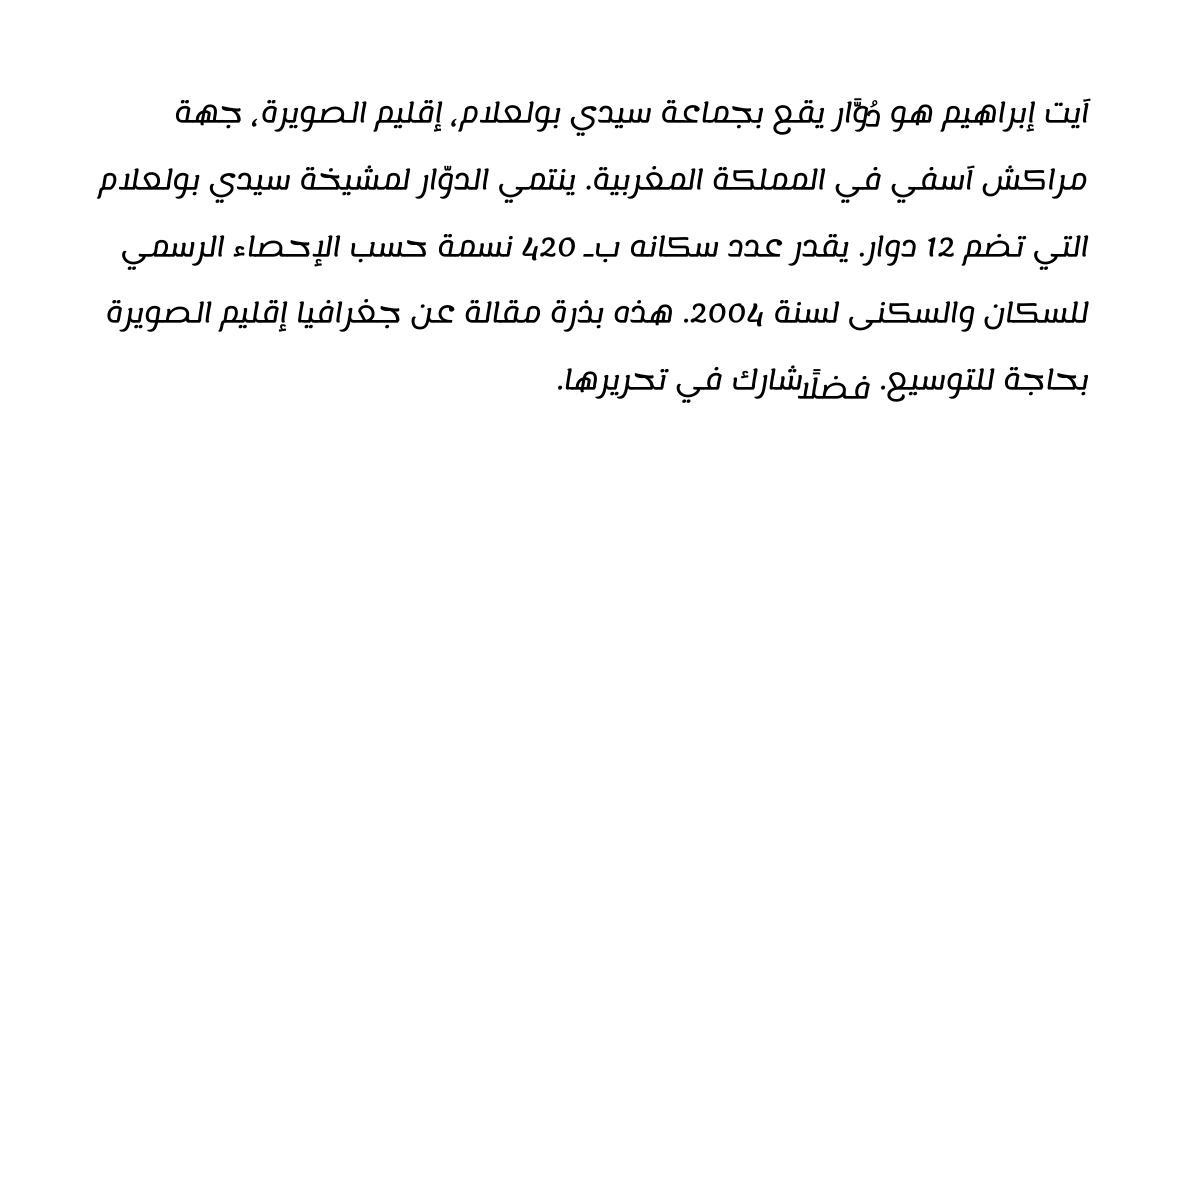 آيت إبراهيم هو دُوَّار يقع بجماعة سيدي بولعلام، إقليم الصويرة، جهة
مراكش آسفي في المملكة المغربية. ينتمي الدوّار لمشيخة سيدي بولعلام
التي تضم 12 دوار. يقدر عدد سكانه بـ 420 نسمة حسب الإحصاء الرسمي
للسكان والسكنى لسنة 2004. هذه بذرة مقالة عن جغرافيا إقليم الصويرة
بحاجة للتوسيع. فضلًا شارك في تحريرها.